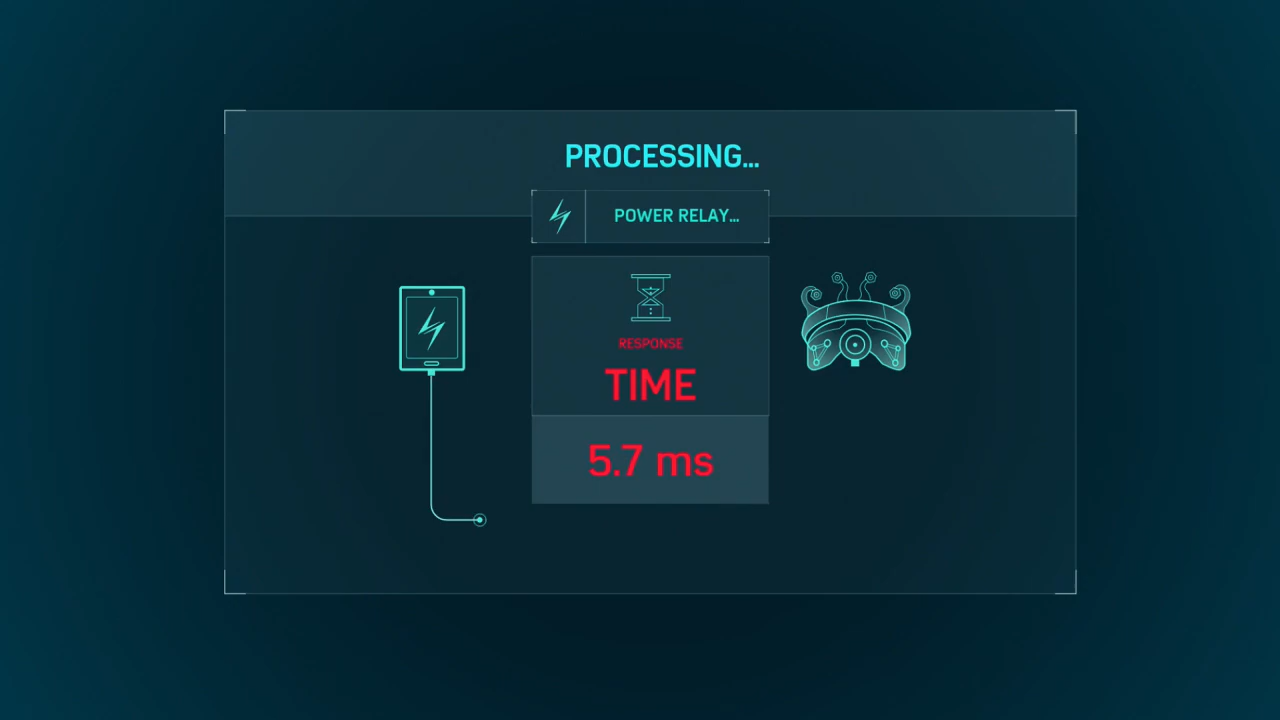 PROCESSING...
POWER RELAY...
RESPONSE
TIME
5.7 ms